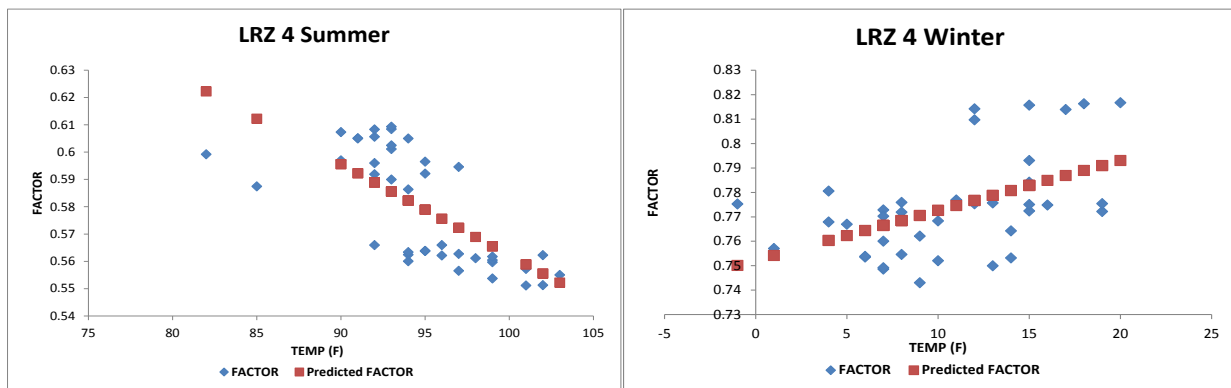 LRZ 4 Summer
0.63
0.62
0.61
0.6
0.59
0.58
0.57
0.56
0.55
0.54
FACTOR
75 80 85 90 95 100 105
TEMP (F)
FACTOR Predicted FACTOR
LRZ 4 Winter
0.83
0.82
0.81
0.8
0.79
0.78
0.77
0.76
0.75
0.74
0.73
FACTOR
-5 0 5 10 15 20 25
TEMP (F)
FACTOR Predicted FACTOR